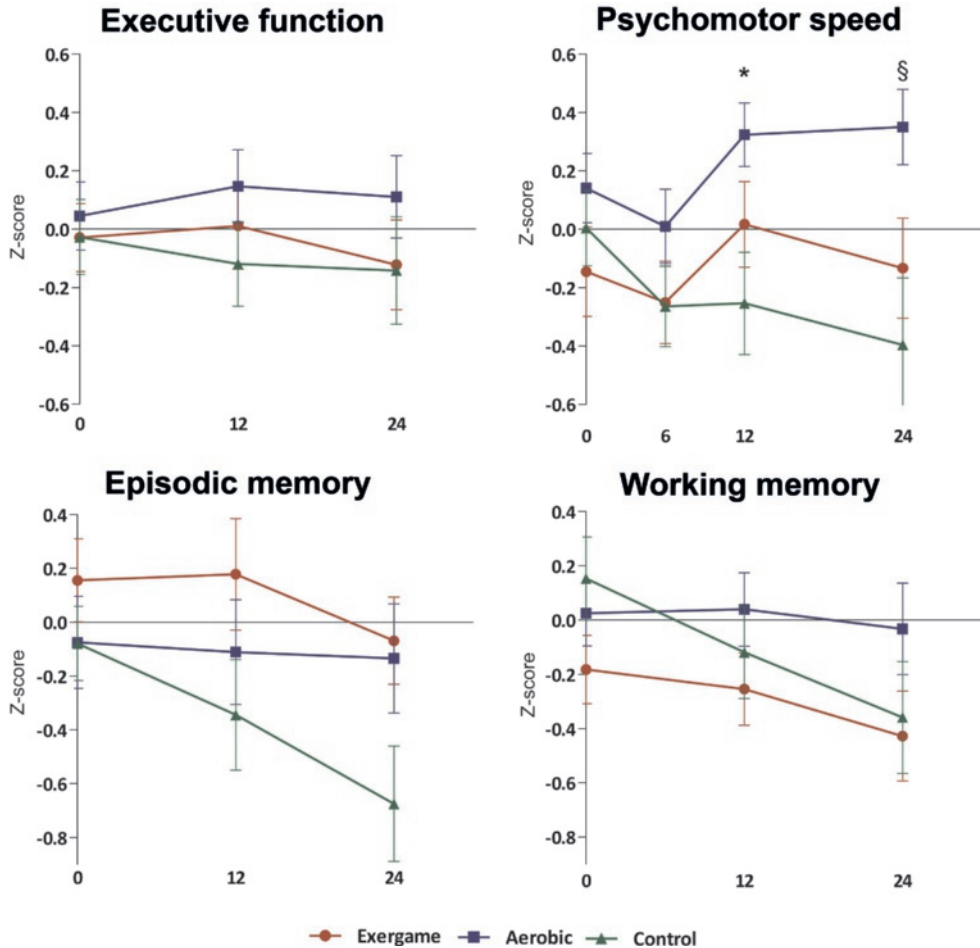 Executive function
Z-score
0.6
0.4
0.2
0.0
-0.2
-0.4
-0.6
0 12 24
Psychomotor speed
Z-score
0.6
0.4
0.2
0.0
-0.2
-0.4
-0.6
* §
0 6 12 24
Episodic memory
Z-score
0.4
0.2
0.0
-0.2
-0.4
-0.6
-0.8
0 12 24
Working memory
Z-score
0.4
0.2
0.0
-0.2
-0.4
-0.6
-0.8
0 12 24
Exergame Aerobic Control